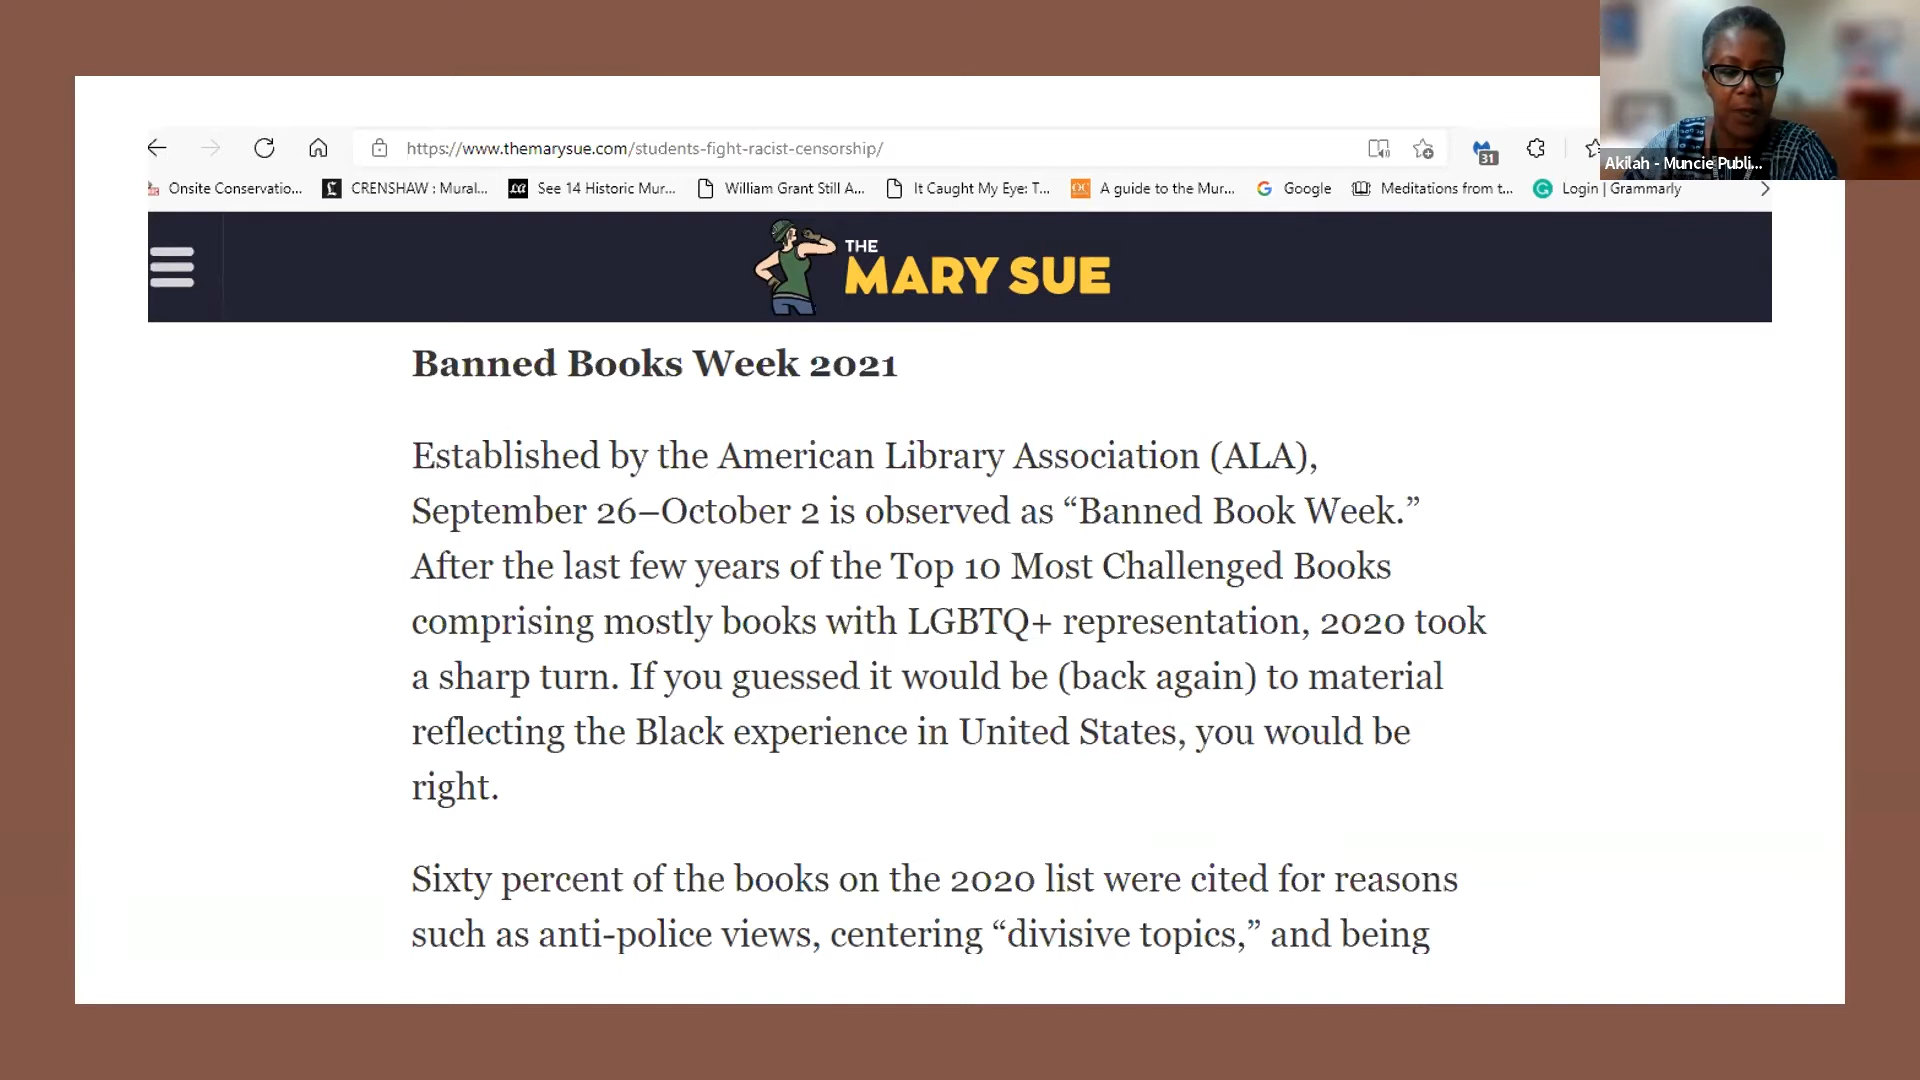 https://www.themarysue.com/students-fight-racist-censorship/
31
Akilah - Muncie Publi...
Onsite Conservatio... CRENSHAW : Mural... See 14 Historic Mur... William Grant Still A... It Caught My Eye: T... A guide to the Mur... Google Meditations from t... Login | Grammarly
THE
MARY SUE
Banned Books Week 2021
Established by the American Library Association (ALA),
September 26–October 2 is observed as “Banned Book Week.”
After the last few years of the Top 10 Most Challenged Books
comprising mostly books with LGBTQ+ representation, 2020 took
a sharp turn. If you guessed it would be (back again) to material
reflecting the Black experience in United States, you would be
right.
Sixty percent of the books on the 2020 list were cited for reasons
such as anti-police views, centering “divisive topics,” and being